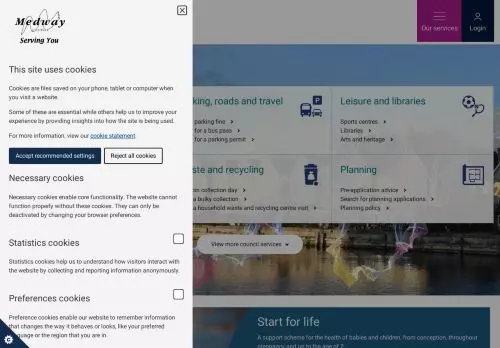 Medway
Serving You
This site uses cookies
Cookies are files saved on your phone, tablet or computer when
you visit a website.
Some of these are essential while others help us to improve your
experience by providing insights into how the site is being used.
For more information, view our cookie statement.
Accept recommended settings
Reject all cookies
Necessary cookies
Necessary cookies enable core functionality. The website cannot
function properly without these cookies. They can only be
deactivated by changing your browser preferences.
Statistics cookies
Statistics cookies help us to understand how visitors interact with
the website by collecting and reporting information anonymously.
Preferences cookies
Preference cookies enable our website to remember information
that changes the way it behaves or looks, like your preferred
language or the region that you are in.
Our services
Login
king, roads and travel
parking fine
for a bus pass
for a parking permit
Leisure and libraries
Sports centres
Libraries
Arts and heritage
ste and recycling
bin collection day
a bulky collection
a household waste and recycling centre visit
Planning
Pre-application advice
Search for planning applications
Planning policy
View more council services
Start for life
A support scheme for the health of babies and children, from conception, throughout
pregnancy and up to the age of 2.